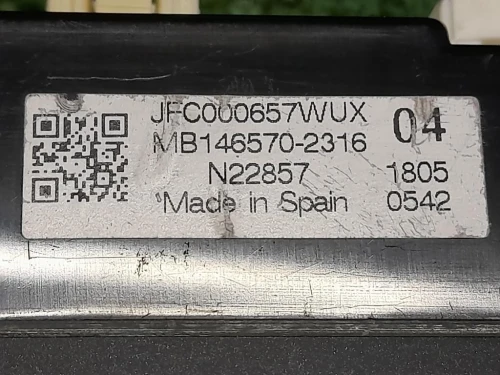 JFC000657WUX 04
MB146570-2316
N22857 1805
Made in Spain 0542